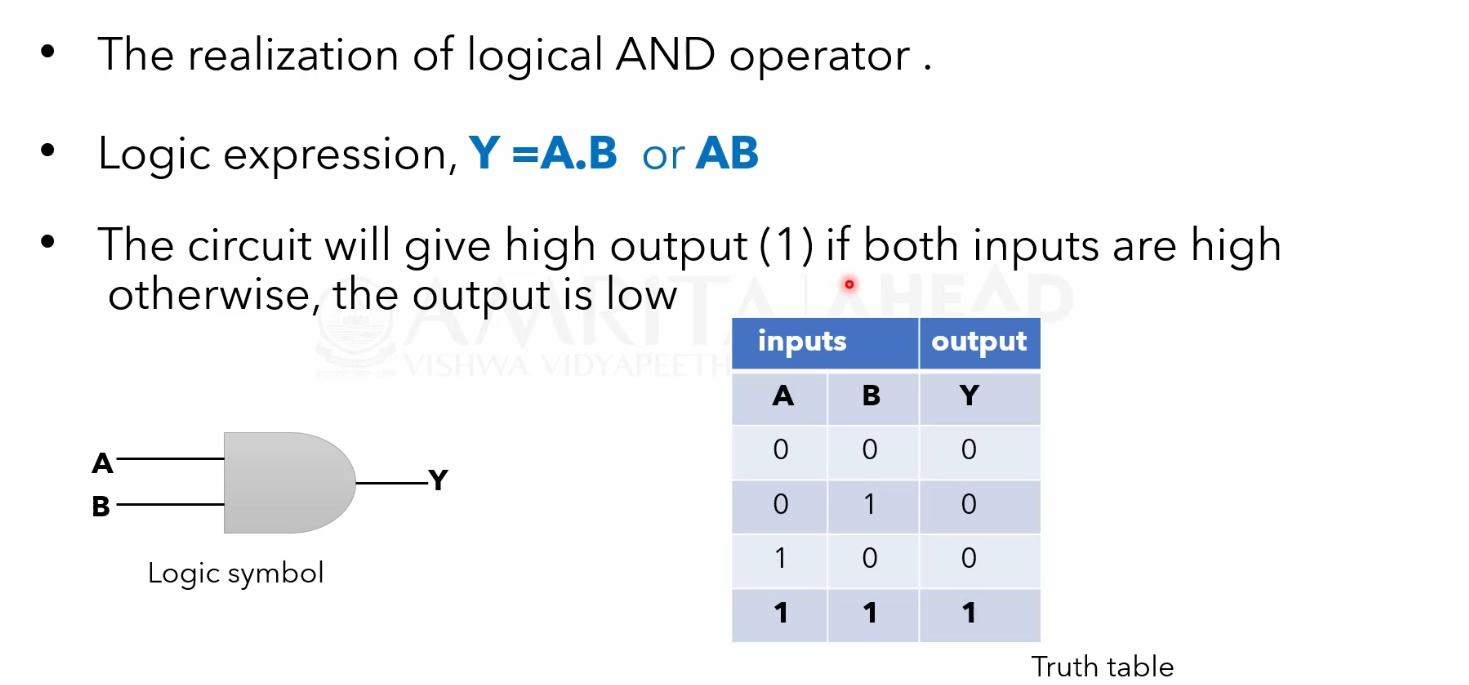 • The realization of logical AND operator .
• Logic expression, Y =A.B or AB
• The circuit will give high output (1) if both inputs are high
otherwise, the output is low
AMRITA | AHEAD
VISHWA VIDYAPEETH
inputs output
A B Y
0 0 0
0 1 0
1 0 0
1 1 1
A
B
Y
Logic symbol
Truth table